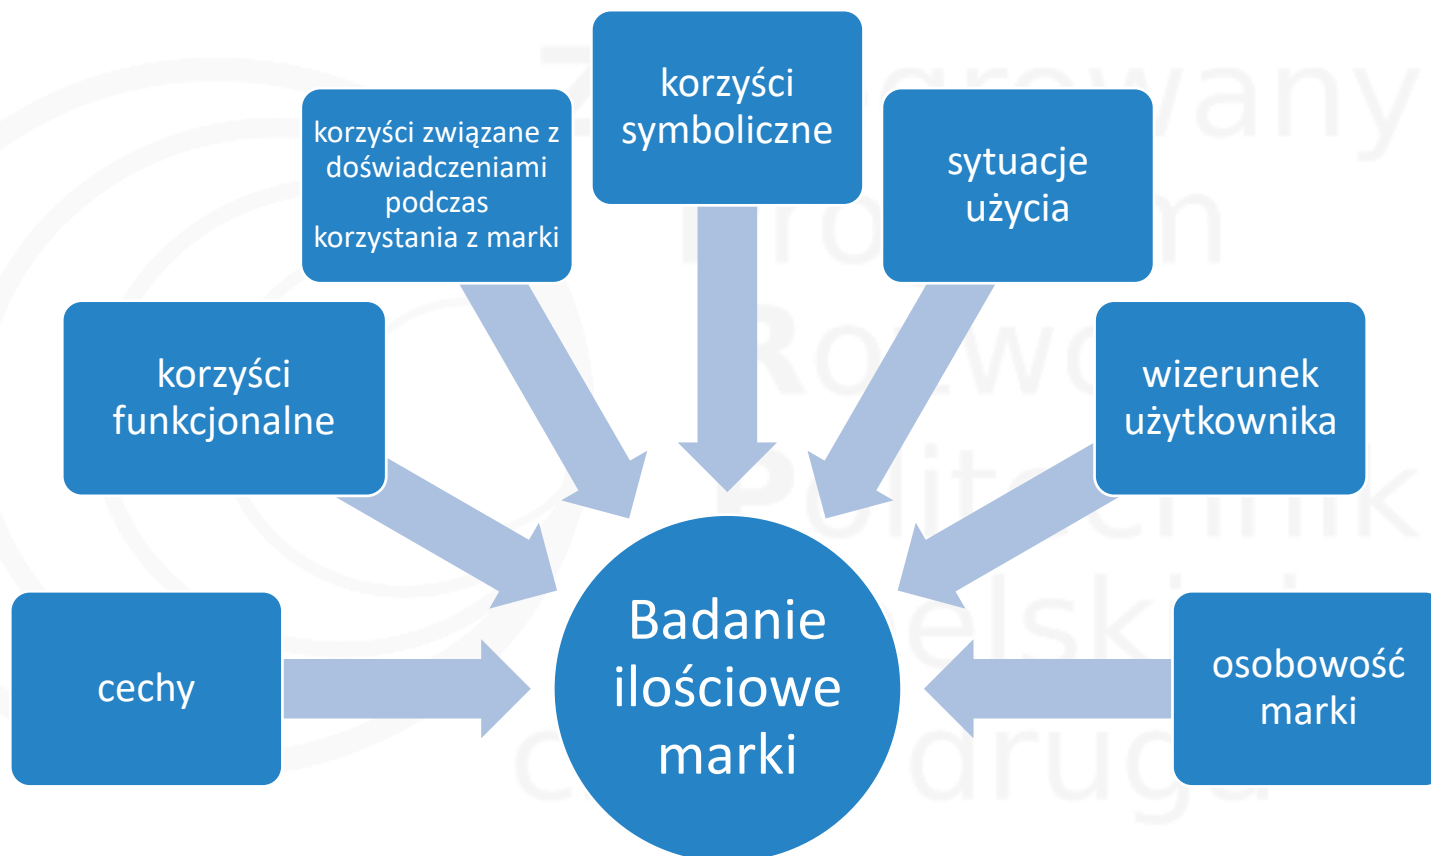 korzyści
symboliczne
korzyści związane z
doświadczeniami
podczas
korzystania z marki
sytuacje
użycia
korzyści
funkcjonalne
wizerunek
użytkownika
cechy
osobowość
marki
Badanie
ilościowe
marki